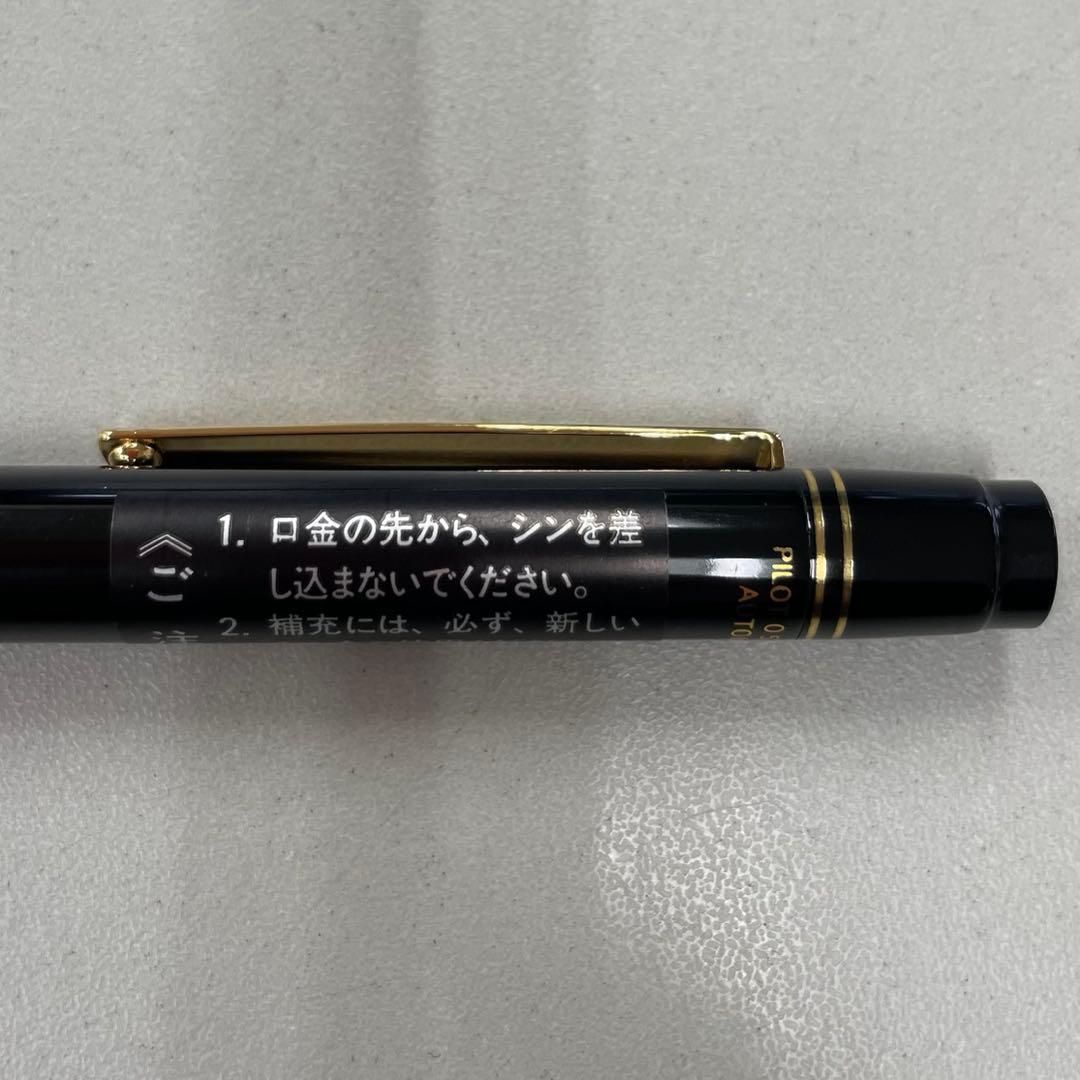 《ご注
1. 口金の先から、シンを差
し込まないでください。
2. 補充には、必ず、新しい
PILOT